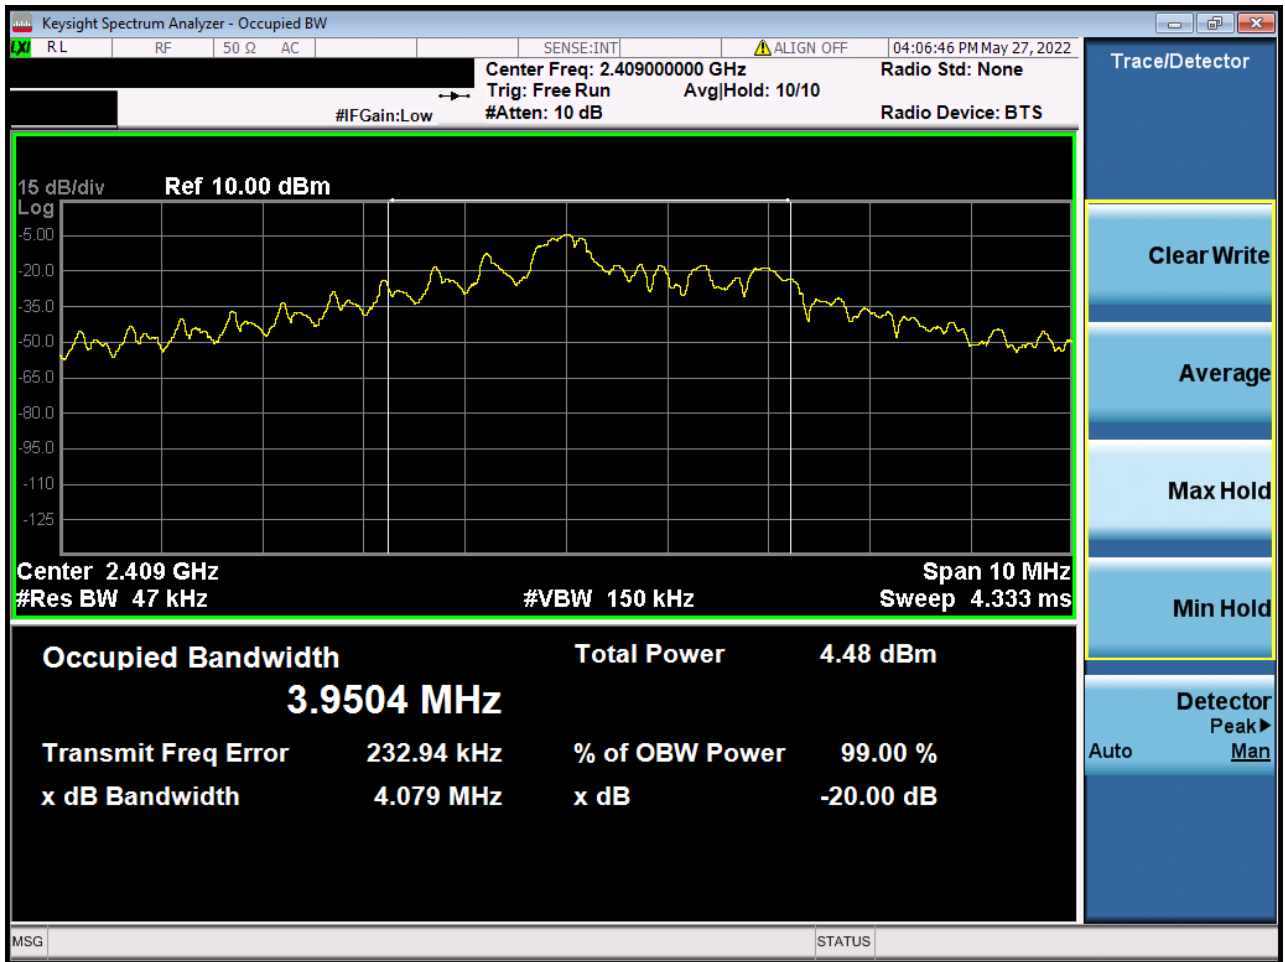 Keysight Spectrum Analyzer - Occupied BW
LXI RL RF 50 Ω AC SENSE:INT ALIGN OFF 04:06:46 PM May 27, 2022
Center Freq: 2.409000000 GHz Radio Std: None
Trig: Free Run Avg|Hold: 10/10
#IFGain:Low #Atten: 10 dB Radio Device: BTS
15 dB/div Ref 10.00 dBm
Log
-5.00
-20.0
-35.0
-50.0
-65.0
-80.0
-95.0
-110
-125
Center 2.409 GHz Span 10 MHz
#Res BW 47 kHz #VBW 150 kHz Sweep 4.333 ms
Occupied Bandwidth Total Power 4.48 dBm
3.9504 MHz
Transmit Freq Error 232.94 kHz % of OBW Power 99.00 %
x dB Bandwidth 4.079 MHz x dB -20.00 dB
Trace/Detector
Clear Write
Average
Max Hold
Min Hold
Detector
Peak▶
Auto Man
MSG STATUS